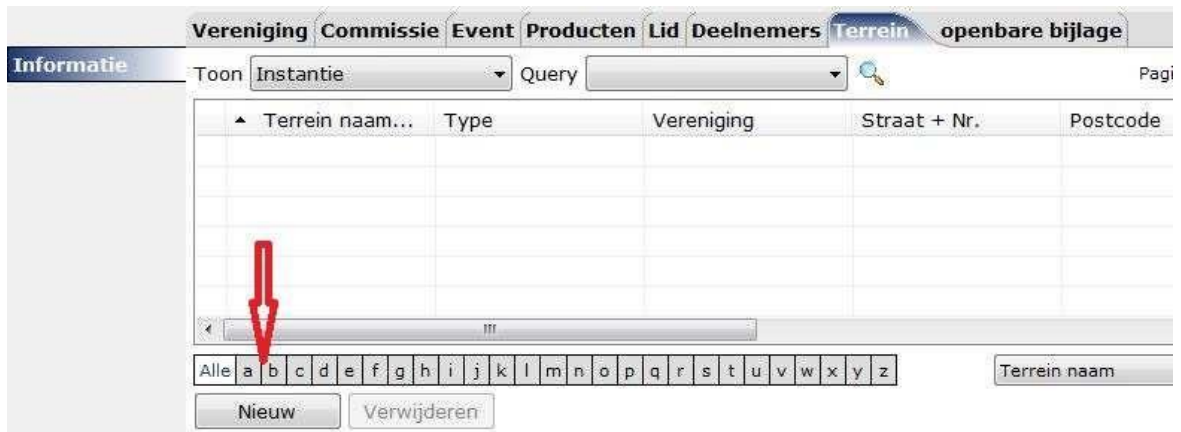 Vereniging Commissie Event Producten Lid Deelnemers Terrein openbare bijlage
Informatie
Toon Instantie Query Pagi
Terrein naam... Type Vereniging Straat + Nr. Postcode
Alle a b c d e f g h i j k l m n o p q r s t u v w x y z Terrein naam
Nieuw Verwijderen